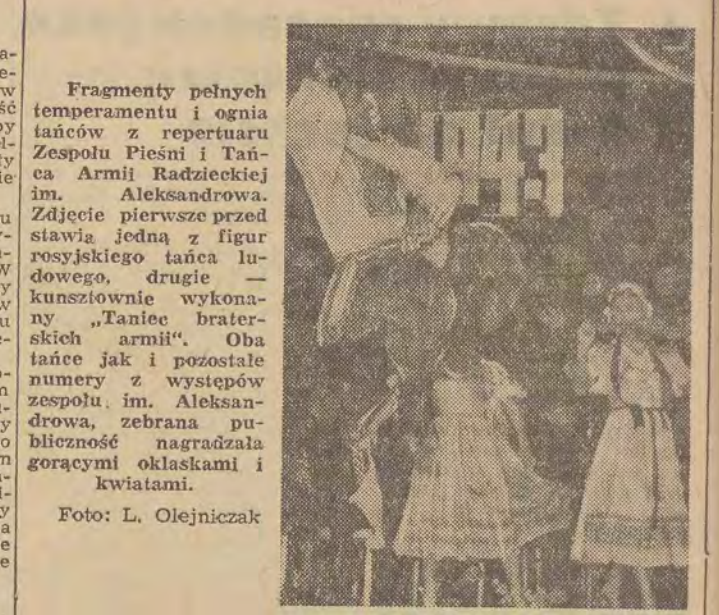 Fragmenty pełnych
temperamentu i ognia
tańców z repertuaru
Zespołu Pieśni i Tań-
ca Armii Radzieckiej
im. Aleksandrowa.
Zdjęcie pierwsze przed
stawia jedną z figur
rosyjskiego tańca lu-
dowego, drugie —
kunsztownie wykona-
ny „Taniec brater-
skich armii“. Oba
tańce jak i pozostałe
numery z występów
zespołu im. Aleksan-
drowa, zebrana pu-
bliczność nagradzała
gorącymi oklaskami i
kwiatami.
Foto: L. Olejniczak
1943